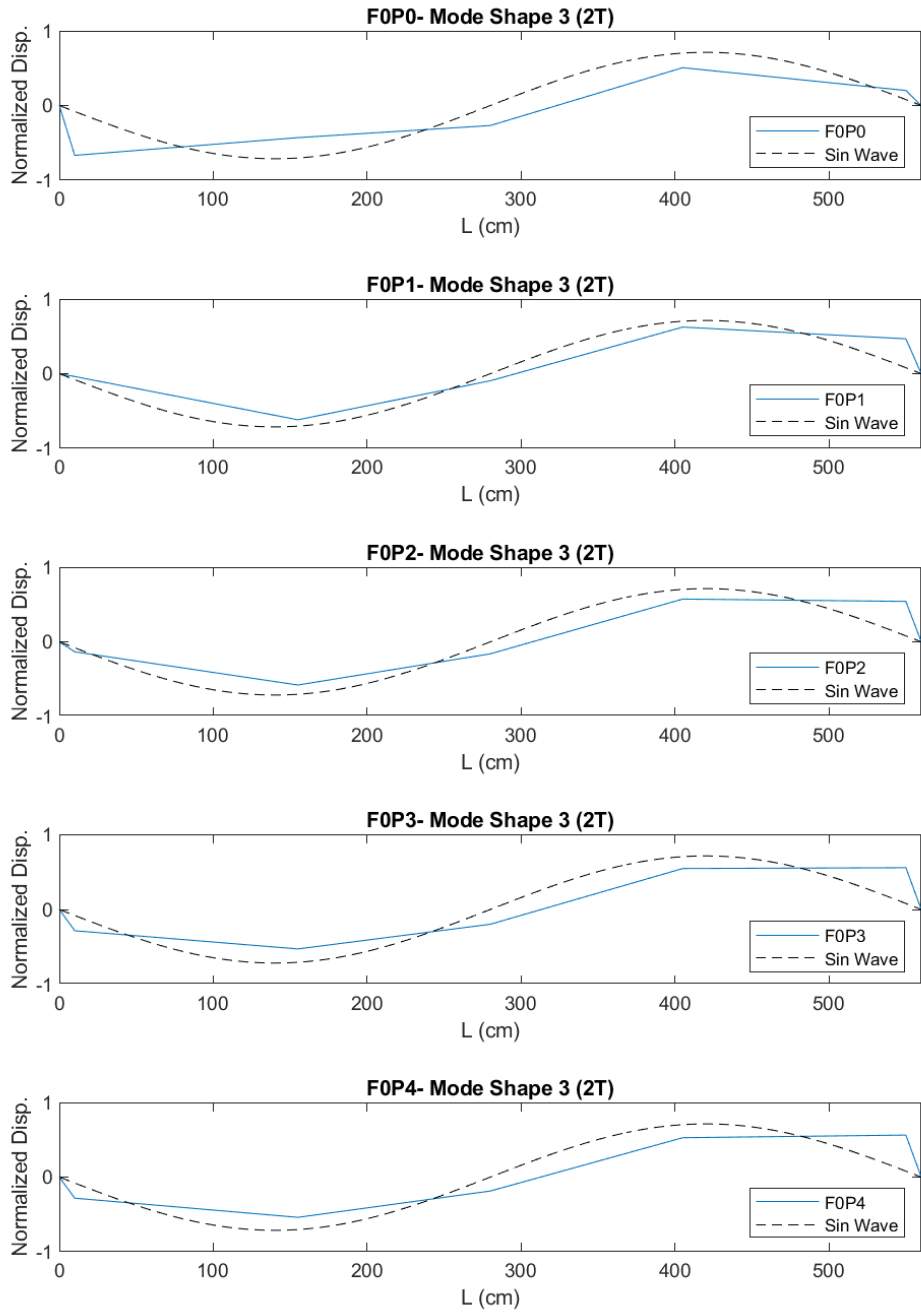 F0P0- Mode Shape 3 (2T)
Normalized Disp.
1
0
-1
F0P0
Sin Wave
0 100 200 300 400 500
L (cm)
F0P1- Mode Shape 3 (2T)
Normalized Disp.
1
0
-1
F0P1
Sin Wave
0 100 200 300 400 500
L (cm)
F0P2- Mode Shape 3 (2T)
Normalized Disp.
1
0
-1
F0P2
Sin Wave
0 100 200 300 400 500
L (cm)
F0P3- Mode Shape 3 (2T)
Normalized Disp.
1
0
-1
F0P3
Sin Wave
0 100 200 300 400 500
L (cm)
F0P4- Mode Shape 3 (2T)
Normalized Disp.
1
0
-1
F0P4
Sin Wave
0 100 200 300 400 500
L (cm)